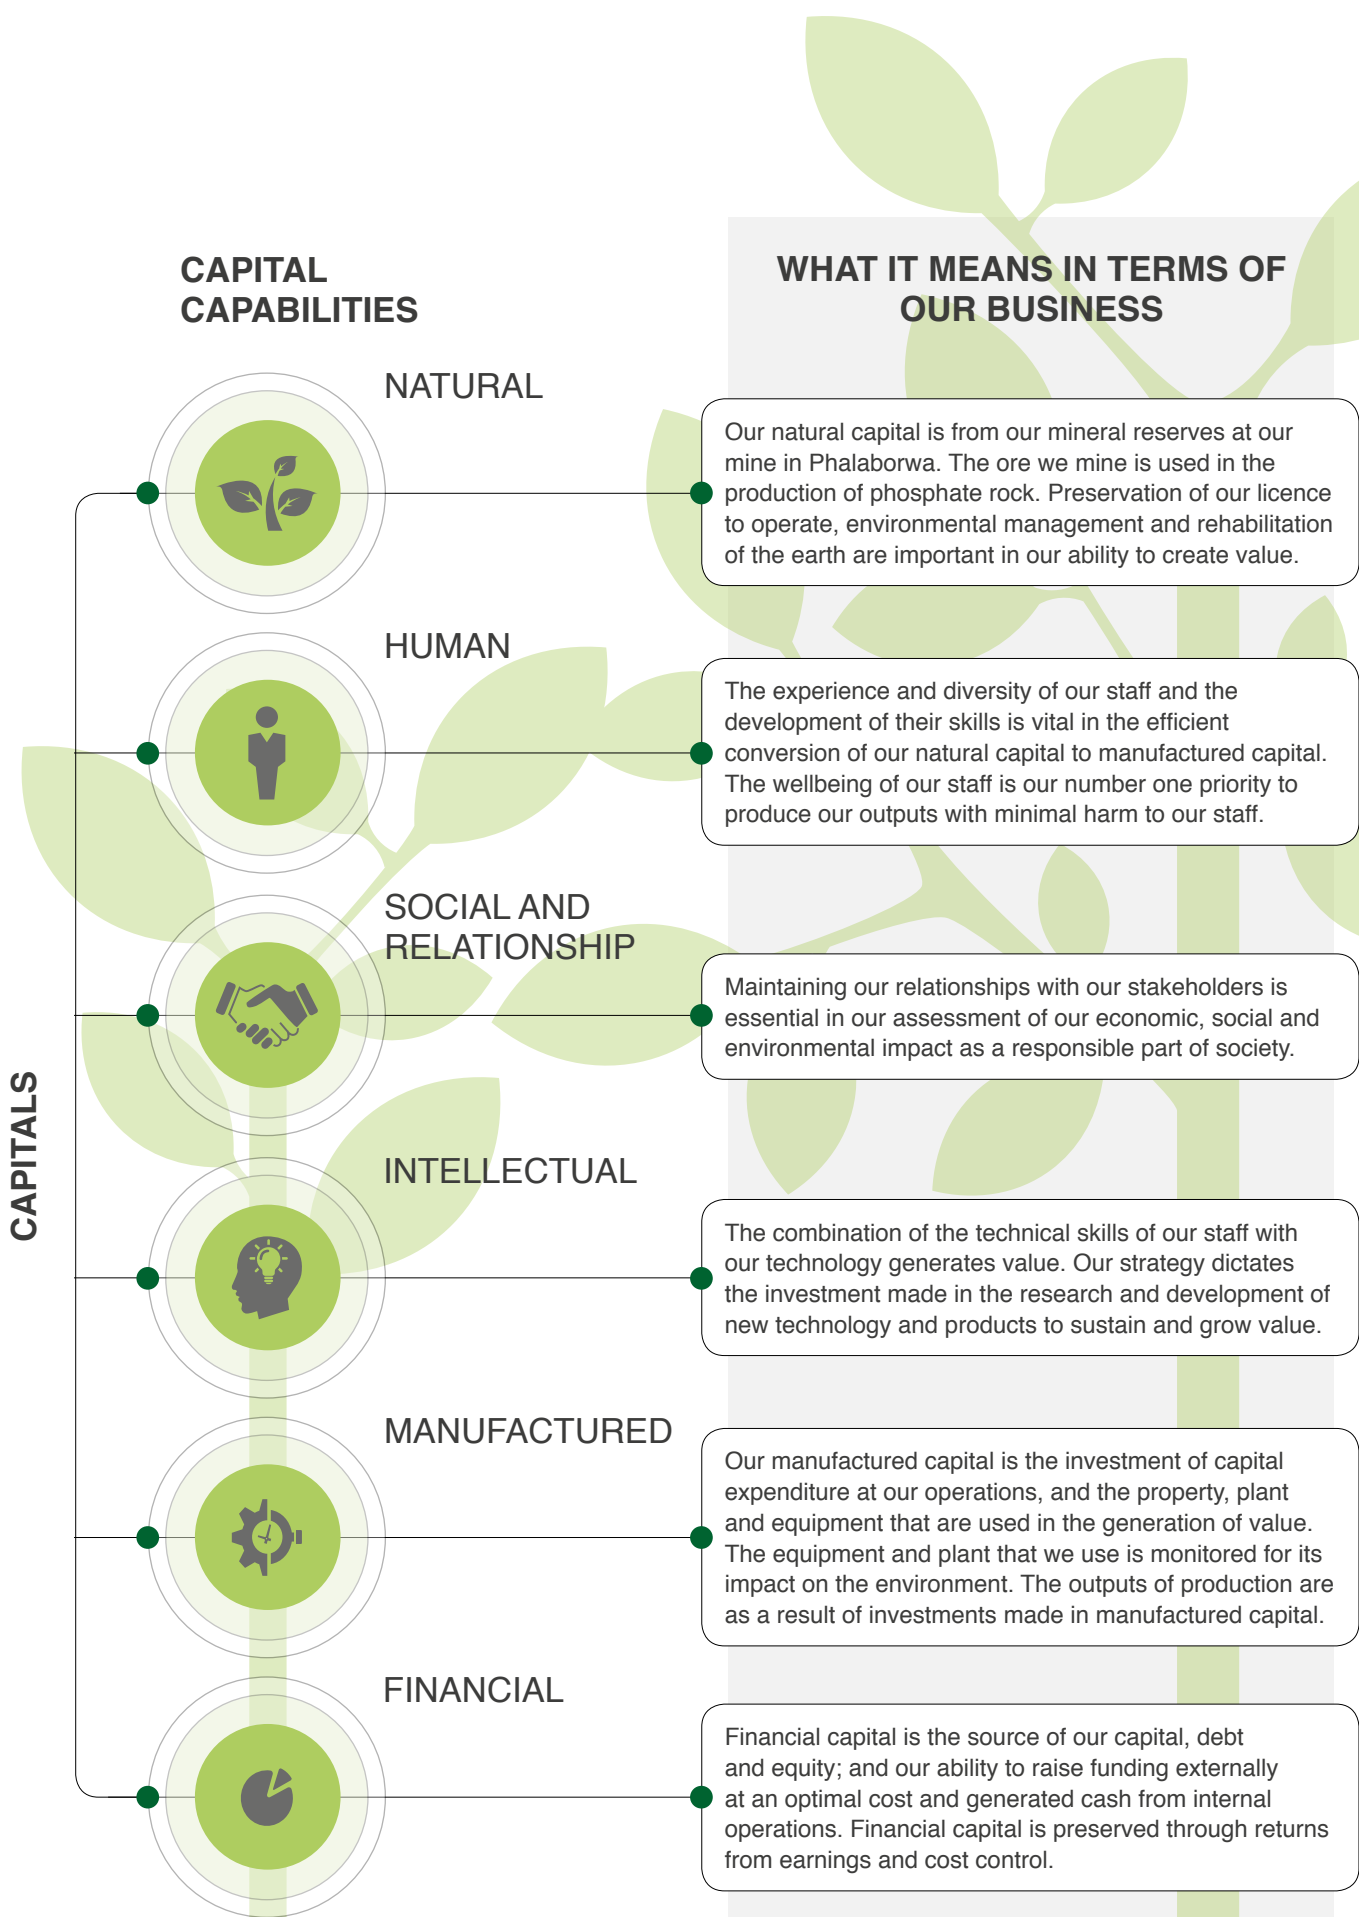 CAPITAL
CAPABILITIES
WHAT IT MEANS IN TERMS OF
OUR BUSINESS
CAPITALS
NATURAL
Our natural capital is from our mineral reserves at our
mine in Phalaborwa. The ore we mine is used in the
production of phosphate rock. Preservation of our licence
to operate, environmental management and rehabilitation
of the earth are important in our ability to create value.
HUMAN
The experience and diversity of our staff and the
development of their skills is vital in the efficient
conversion of our natural capital to manufactured capital.
The wellbeing of our staff is our number one priority to
produce our outputs with minimal harm to our staff.
SOCIAL AND
RELATIONSHIP
Maintaining our relationships with our stakeholders is
essential in our assessment of our economic, social and
environmental impact as a responsible part of society.
INTELLECTUAL
The combination of the technical skills of our staff with
our technology generates value. Our strategy dictates
the investment made in the research and development of
new technology and products to sustain and grow value.
MANUFACTURED
Our manufactured capital is the investment of capital
expenditure at our operations, and the property, plant
and equipment that are used in the generation of value.
The equipment and plant that we use is monitored for its
impact on the environment. The outputs of production are
as a result of investments made in manufactured capital.
FINANCIAL
Financial capital is the source of our capital, debt
and equity; and our ability to raise funding externally
at an optimal cost and generated cash from internal
operations. Financial capital is preserved through returns
from earnings and cost control.